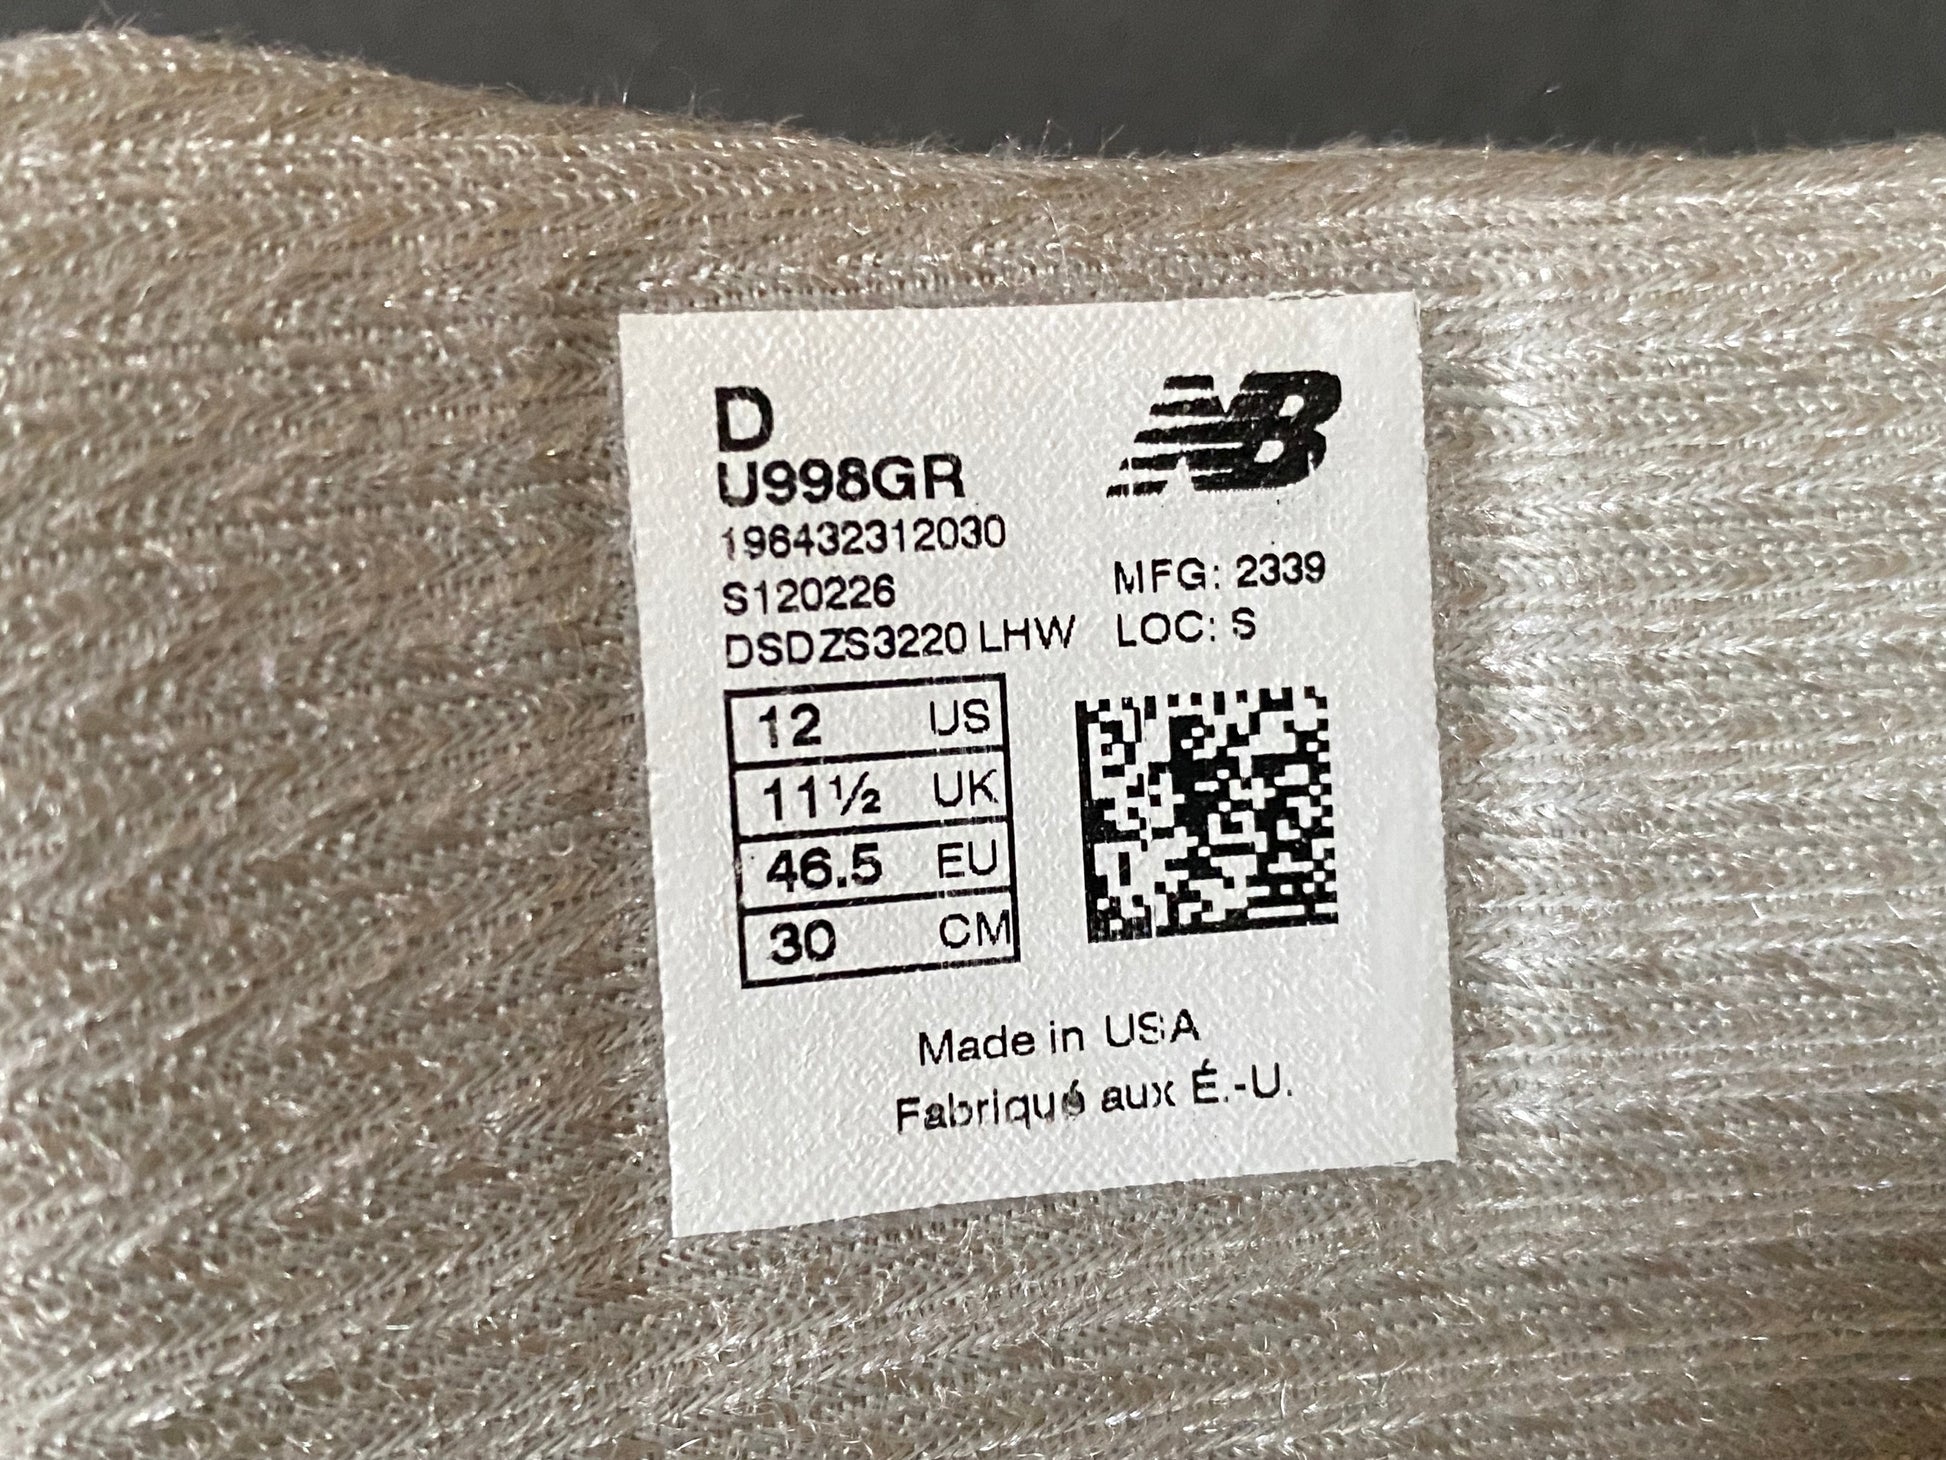 D
NB
U998GR
196432312030
S120226
MFG: 2339
DSDZS3220 LHW
LOC: S
12 US
11½ UK
46.5 EU
30 CM
Made in USA
Fabriqué aux É.-U.